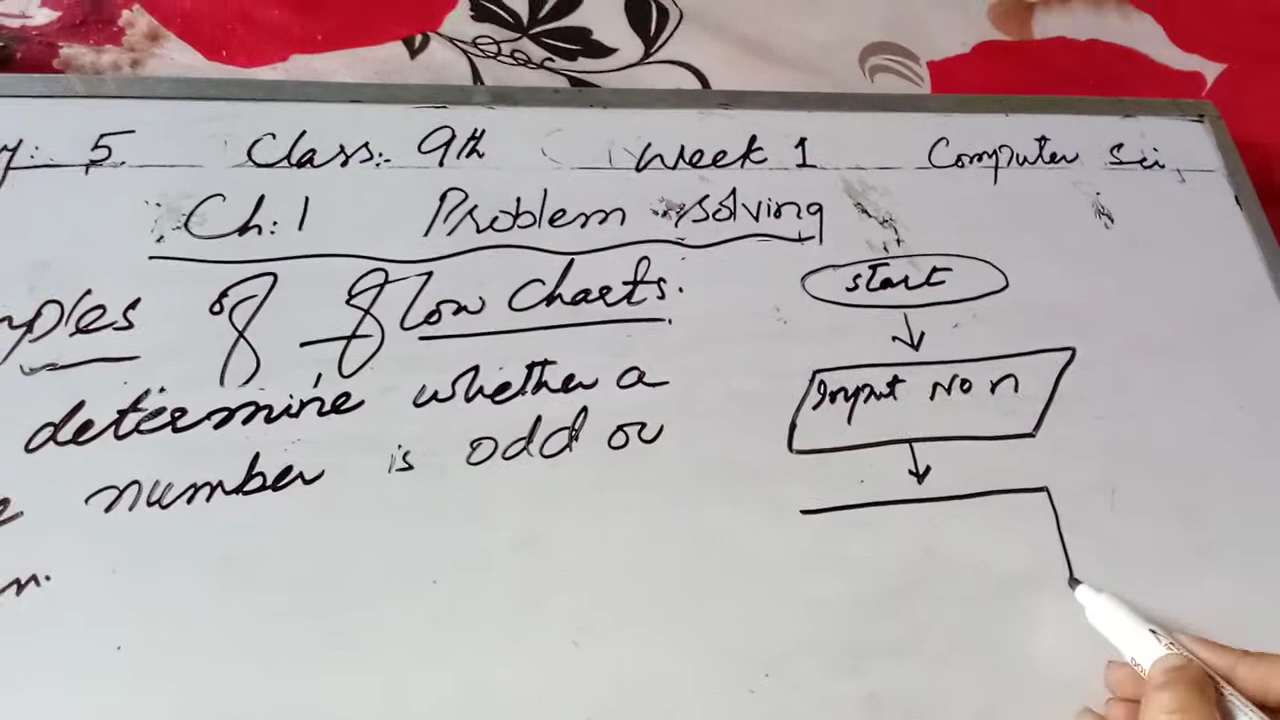 5 Class:- 9th Week 1 Computer Sci,
Ch: 1 Problem solving
of flow charts.
determine whether a
number is odd or
start
Input No n